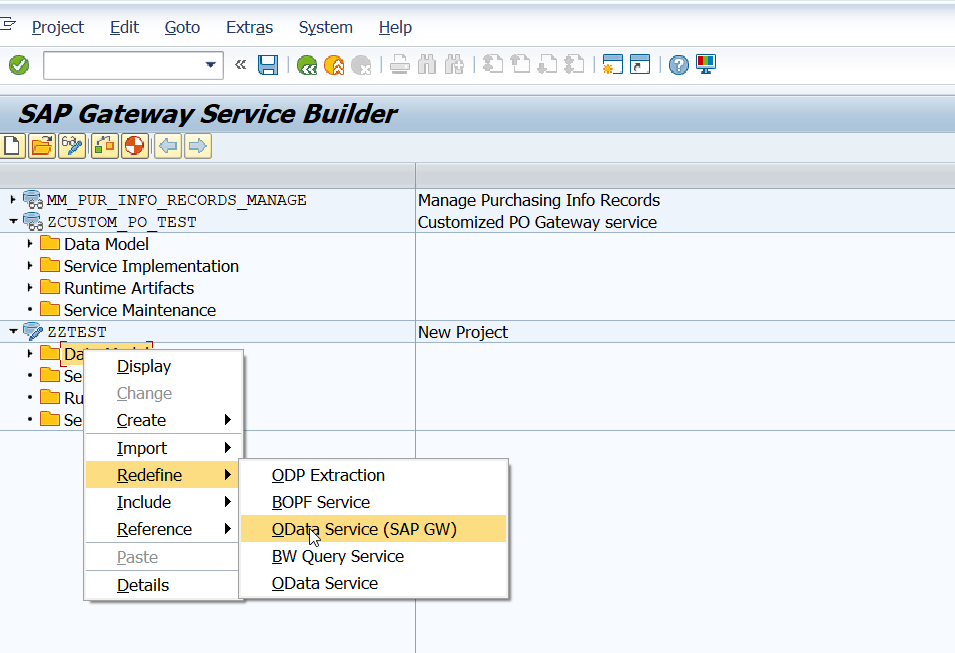 Project Edit Goto Extras System Help
SAP Gateway Service Builder
MM_PUR_INFO_RECORDS_MANAGE Manage Purchasing Info Records
ZCUSTOM_PO_TEST Customized PO Gateway service
Data Model
Service Implementation
Runtime Artifacts
Service Maintenance
ZZTEST New Project
Da
Display
Se
Change
Ru
Se
Create
Import
Redefine
ODP Extraction
Include
BOPF Service
Reference
OData Service (SAP GW)
Paste
BW Query Service
Details
OData Service